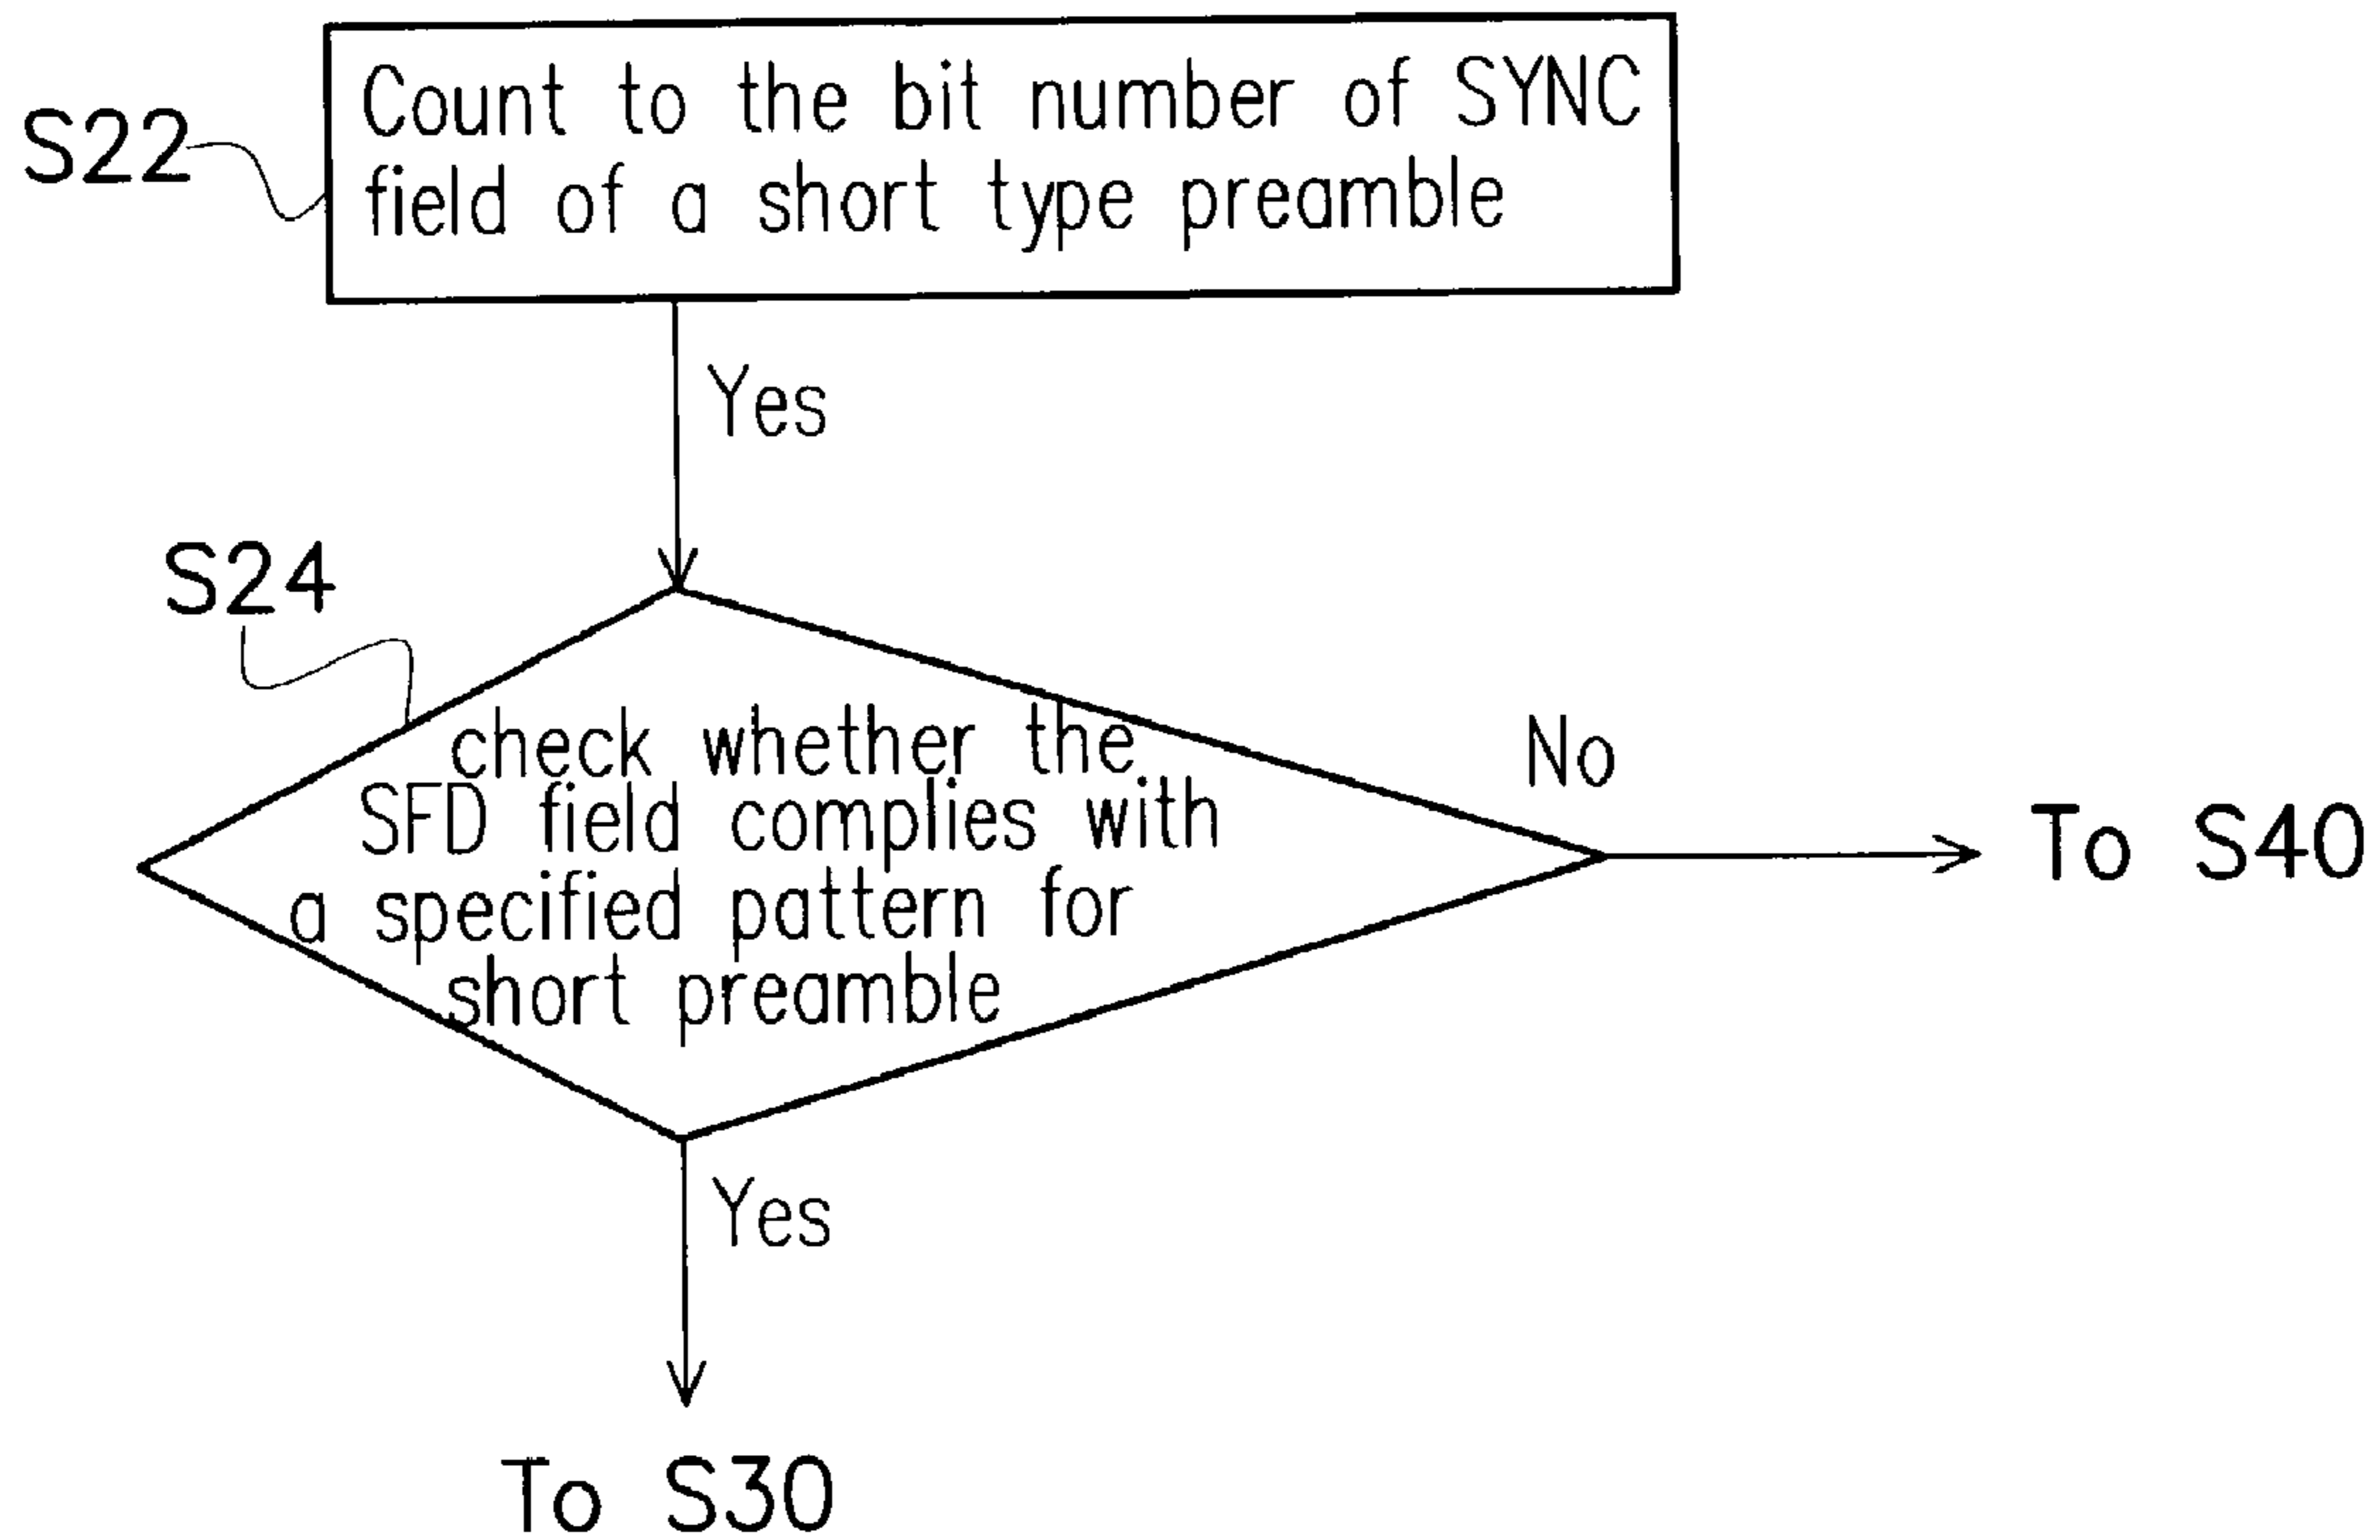 S22
Count to the bit number of SYNC
field of a short type preamble
Yes
S24
check whether the
SFD field complies with
a specified pattern for
short preamble
No
To S40
Yes
To S30